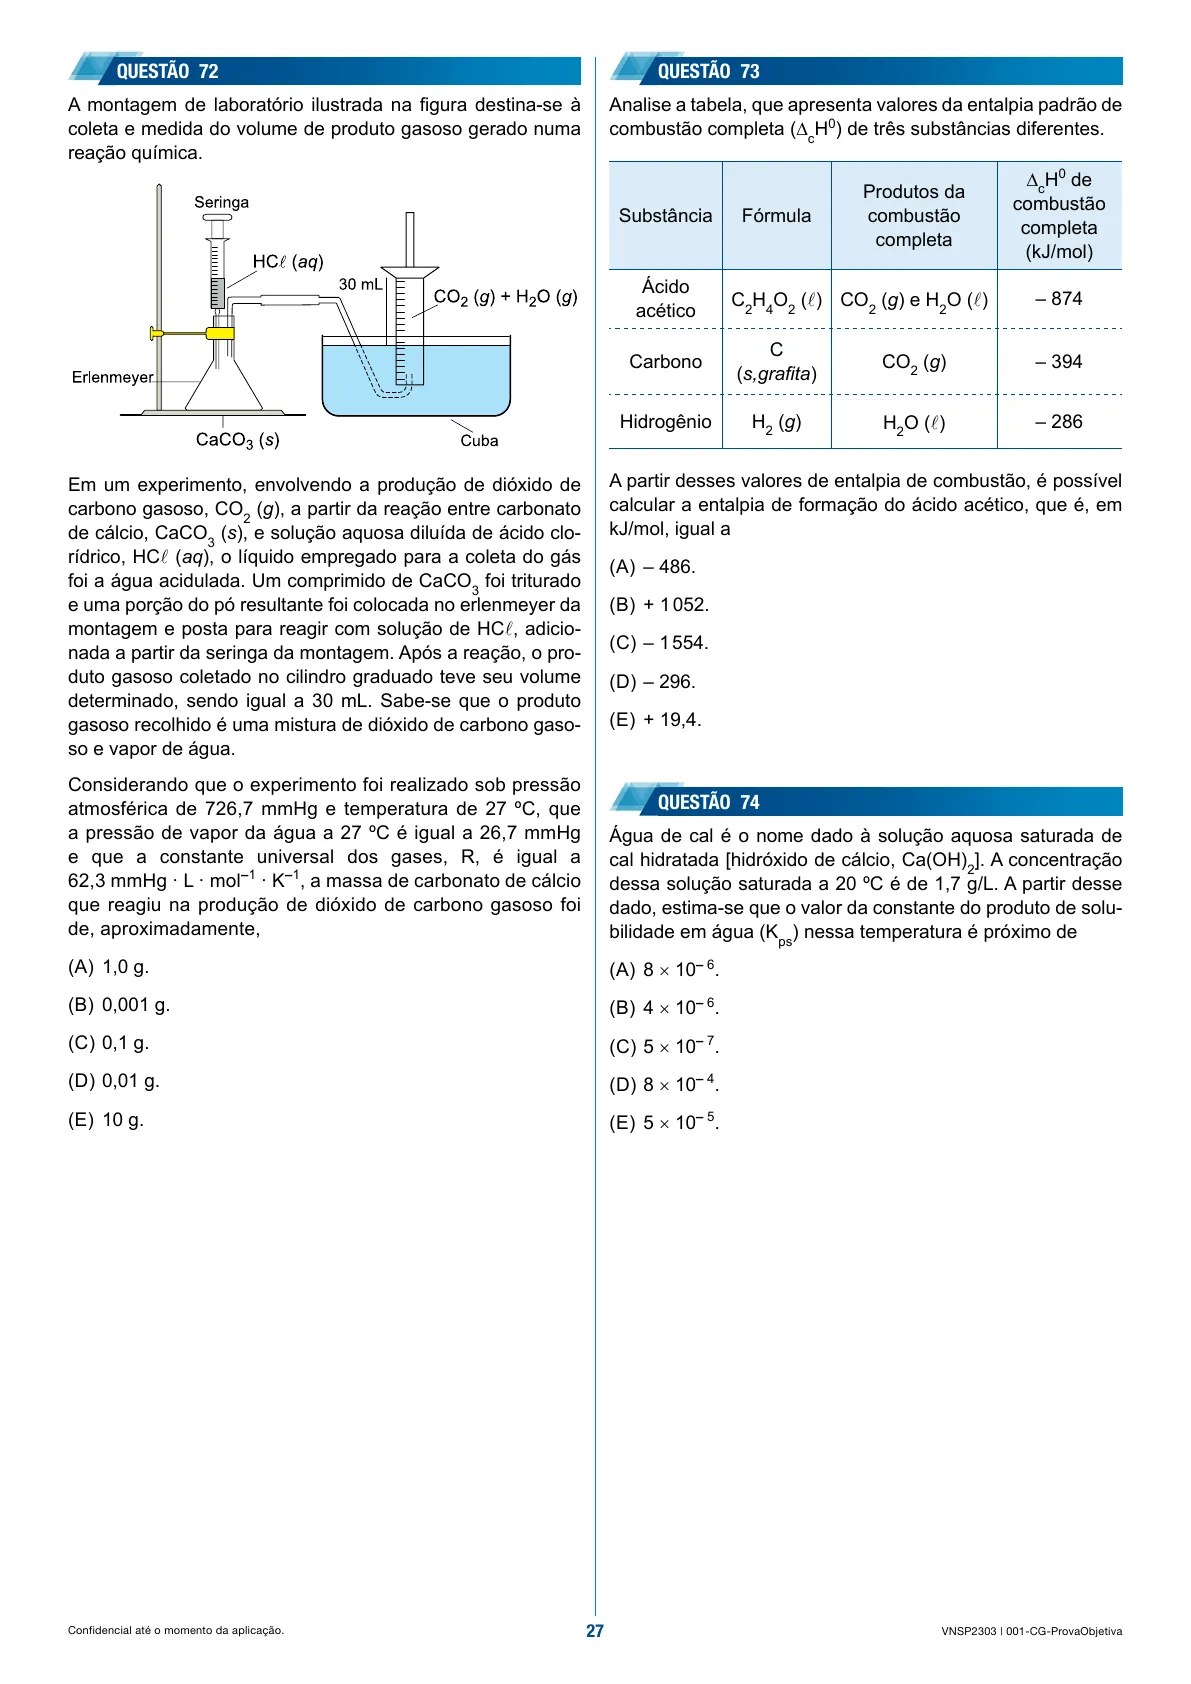 QUESTÃO 72
A montagem de laboratório ilustrada na figura destina-se à
coleta e medida do volume de produto gasoso gerado numa
reação química.
Seringa
HCℓ (aq)
30 mL
CO₂ (g) + H₂O (g)
Erlenmeyer
CaCO₃ (s)
Cuba
Em um experimento, envolvendo a produção de dióxido de
carbono gasoso, CO₂ (g), a partir da reação entre carbonato
de cálcio, CaCO₃ (s), e solução aquosa diluída de ácido clo-
rídrico, HCℓ (aq), o líquido empregado para a coleta do gás
foi a água acidulada. Um comprimido de CaCO₃ foi triturado
e uma porção do pó resultante foi colocada no erlenmeyer da
montagem e posta para reagir com solução de HCℓ, adicio-
nada a partir da seringa da montagem. Após a reação, o pro-
duto gasoso coletado no cilindro graduado teve seu volume
determinado, sendo igual a 30 mL. Sabe-se que o produto
gasoso recolhido é uma mistura de dióxido de carbono gaso-
so e vapor de água.
Considerando que o experimento foi realizado sob pressão
atmosférica de 726,7 mmHg e temperatura de 27 ºC, que
a pressão de vapor da água a 27 ºC é igual a 26,7 mmHg
e que a constante universal dos gases, R, é igual a
62,3 mmHg · L · mol⁻¹ · K⁻¹, a massa de carbonato de cálcio
que reagiu na produção de dióxido de carbono gasoso foi
de, aproximadamente,
(A) 1,0 g.
(B) 0,001 g.
(C) 0,1 g.
(D) 0,01 g.
(E) 10 g.
QUESTÃO 73
Analise a tabela, que apresenta valores da entalpia padrão de
combustão completa (Δ꜀H⁰) de três substâncias diferentes.
Substância Fórmula Produtos da combustão completa Δ꜀H⁰ de combustão completa (kJ/mol)
Ácido acético C₂H₄O₂ (ℓ) CO₂ (g) e H₂O (ℓ) – 874
Carbono C (s,grafita) CO₂ (g) – 394
Hidrogênio H₂ (g) H₂O (ℓ) – 286
A partir desses valores de entalpia de combustão, é possível
calcular a entalpia de formação do ácido acético, que é, em
kJ/mol, igual a
(A) – 486.
(B) + 1 052.
(C) – 1 554.
(D) – 296.
(E) + 19,4.
QUESTÃO 74
Água de cal é o nome dado à solução aquosa saturada de
cal hidratada [hidróxido de cálcio, Ca(OH)₂]. A concentração
dessa solução saturada a 20 ºC é de 1,7 g/L. A partir desse
dado, estima-se que o valor da constante do produto de solu-
bilidade em água (Kₚₛ) nessa temperatura é próximo de
(A) 8 × 10⁻⁶.
(B) 4 × 10⁻⁶.
(C) 5 × 10⁻⁷.
(D) 8 × 10⁻⁴.
(E) 5 × 10⁻⁵.
Confidencial até o momento da aplicação.
27
VNSP2303 | 001-CG-ProvaObjetiva